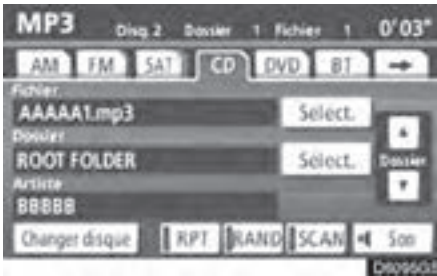 MP3 Disq.2 Dossier 1 Fichier 1 0'03"
AM FM SAT CD DVD BT
Fichier
AAAAA1.mp3 Select.
Dossier
ROOT FOLDER Select. Dossier
Artiste
BBBBB
Changer disque RPT RAND SCAN Son